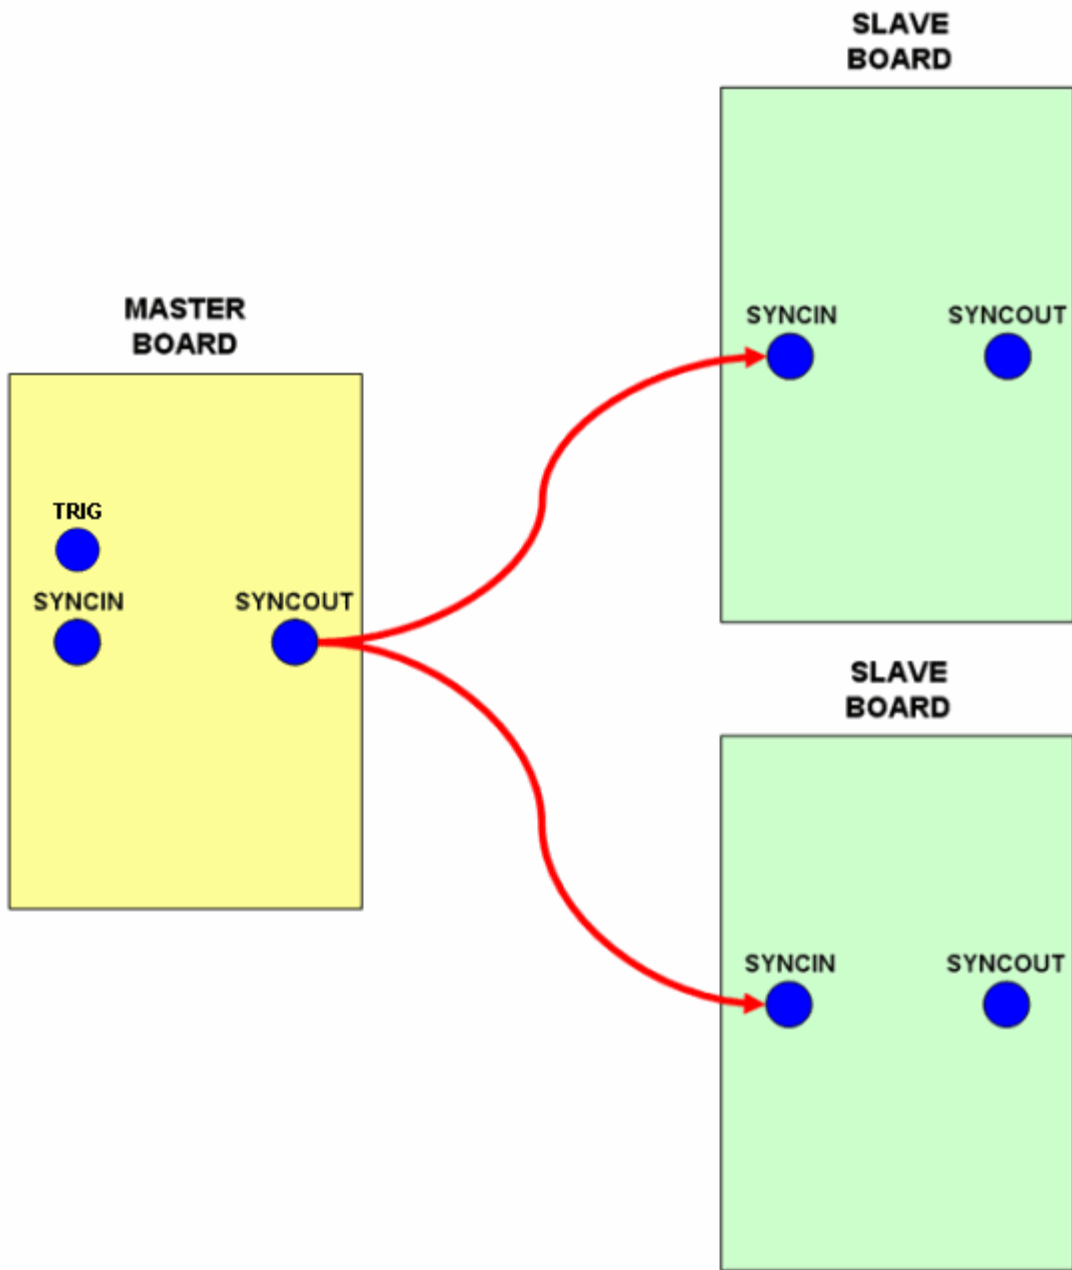 SLAVE
BOARD
MASTER
BOARD
SYNCIN
SYNCOUT
TRIG
SYNCIN
SYNCOUT
SLAVE
BOARD
SYNCIN
SYNCOUT